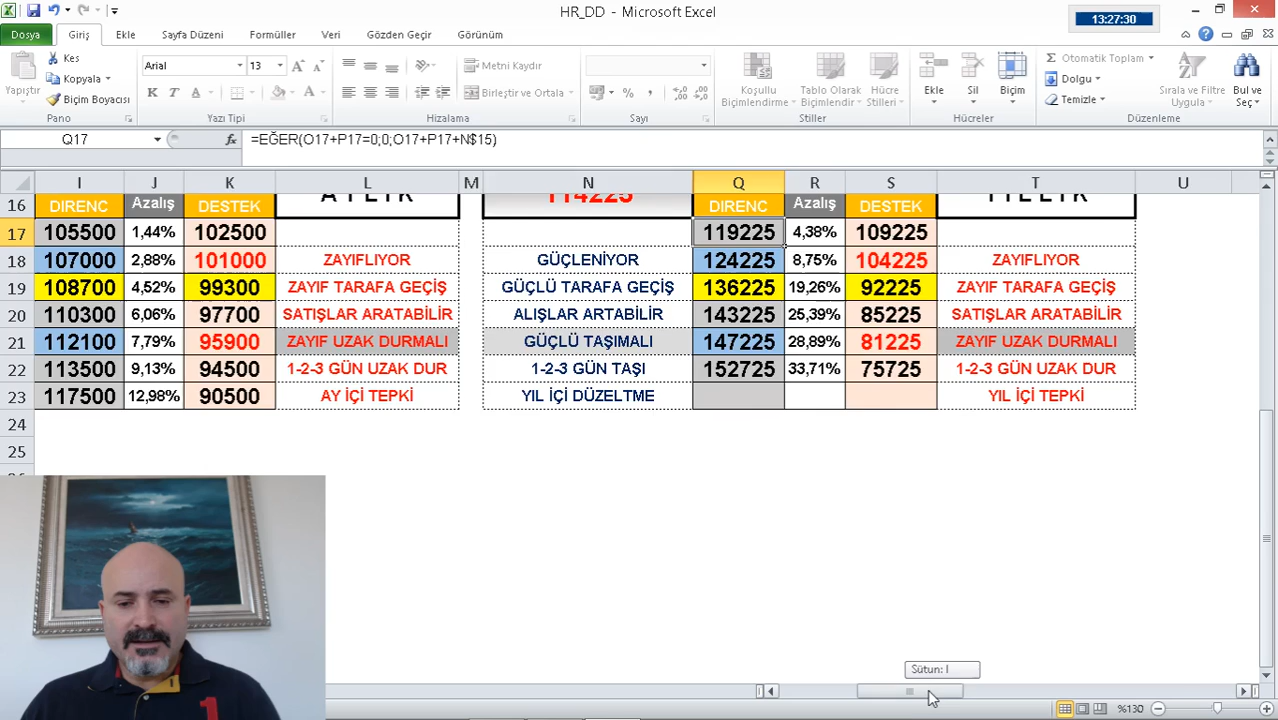 HR_DD - Microsoft Excel
13:27:30
Dosya Giriş Ekle Sayfa Düzeni Formüller Veri Gözden Geçir Görünüm
Yapıştır
Kes
Kopyala
Biçim Boyacısı
Arial 13
K T A
Metni Kaydır
Birleştir ve Ortala
%
Koşullu Biçimlendirme
Tablo Olarak Biçimlendir
Hücre Stilleri
Ekle Sil Biçim
Otomatik Toplam
Dolgu
Temizle
Sırala ve Filtre Uygula
Bul ve Seç
Pano Yazı Tipi Hizalama Sayı Stiller Hücreler Düzenleme
Q17 fx =EĞER(O17+P17=0;0;O17+P17+N$15)
I J K L M N Q R S T U
16 DIRENC Azalış DESTEK AYLIK 114225 DIRENC Azalış DESTEK YILLIK
17 105500 1,44% 102500 119225 4,38% 109225
18 107000 2,88% 101000 ZAYIFLIYOR GÜÇLENİYOR 124225 8,75% 104225 ZAYIFLIYOR
19 108700 4,52% 99300 ZAYIF TARAFA GEÇİŞ GÜÇLÜ TARAFA GEÇİŞ 136225 19,26% 92225 ZAYIF TARAFA GEÇİŞ
20 110300 6,06% 97700 SATIŞLAR ARATABİLİR ALIŞLAR ARTABİLİR 143225 25,39% 85225 SATIŞLAR ARATABİLİR
21 112100 7,79% 95900 ZAYIF UZAK DURMALI GÜÇLÜ TAŞIMALI 147225 28,89% 81225 ZAYIF UZAK DURMALI
22 113500 9,13% 94500 1-2-3 GÜN UZAK DUR 1-2-3 GÜN TAŞI 152725 33,71% 75725 1-2-3 GÜN UZAK DUR
23 117500 12,98% 90500 AY İÇİ TEPKİ YIL İÇİ DÜZELTME YIL İÇİ TEPKİ
24
25
Sütun: I
1
%130